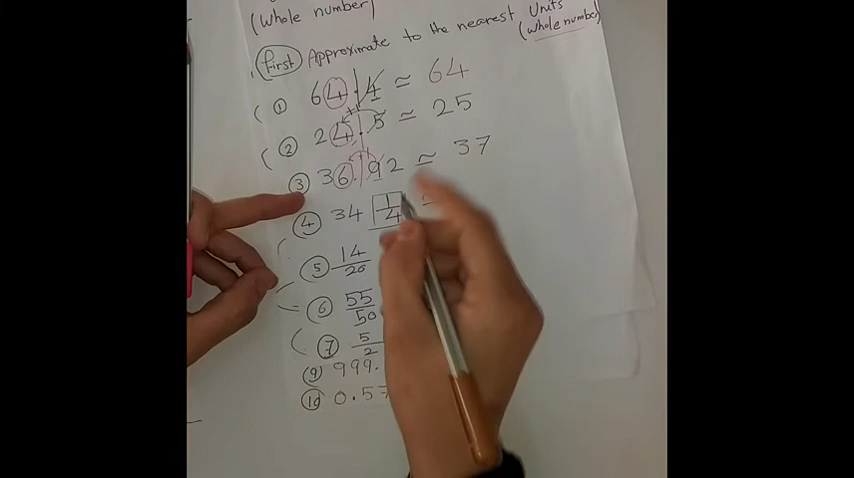 (Whole number)
First Approximate to the nearest Units
(whole number)
① 64.4 ≃ 64
② 24.5 ≃ 25
③ 36.92 ≃ 37
④ 34 1/4
⑤ 14/20
⑥ 55/50
⑦ 5/2
⑨ 999.
⑩ 0.57